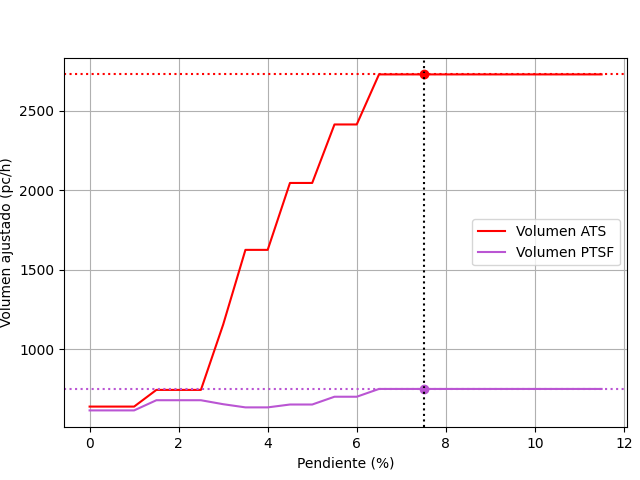 2500
2000
1500
1000
Volumen ajustado (pc/h)
Volumen ATS
Volumen PTSF
0 2 4 6 8 10 12
Pendiente (%)